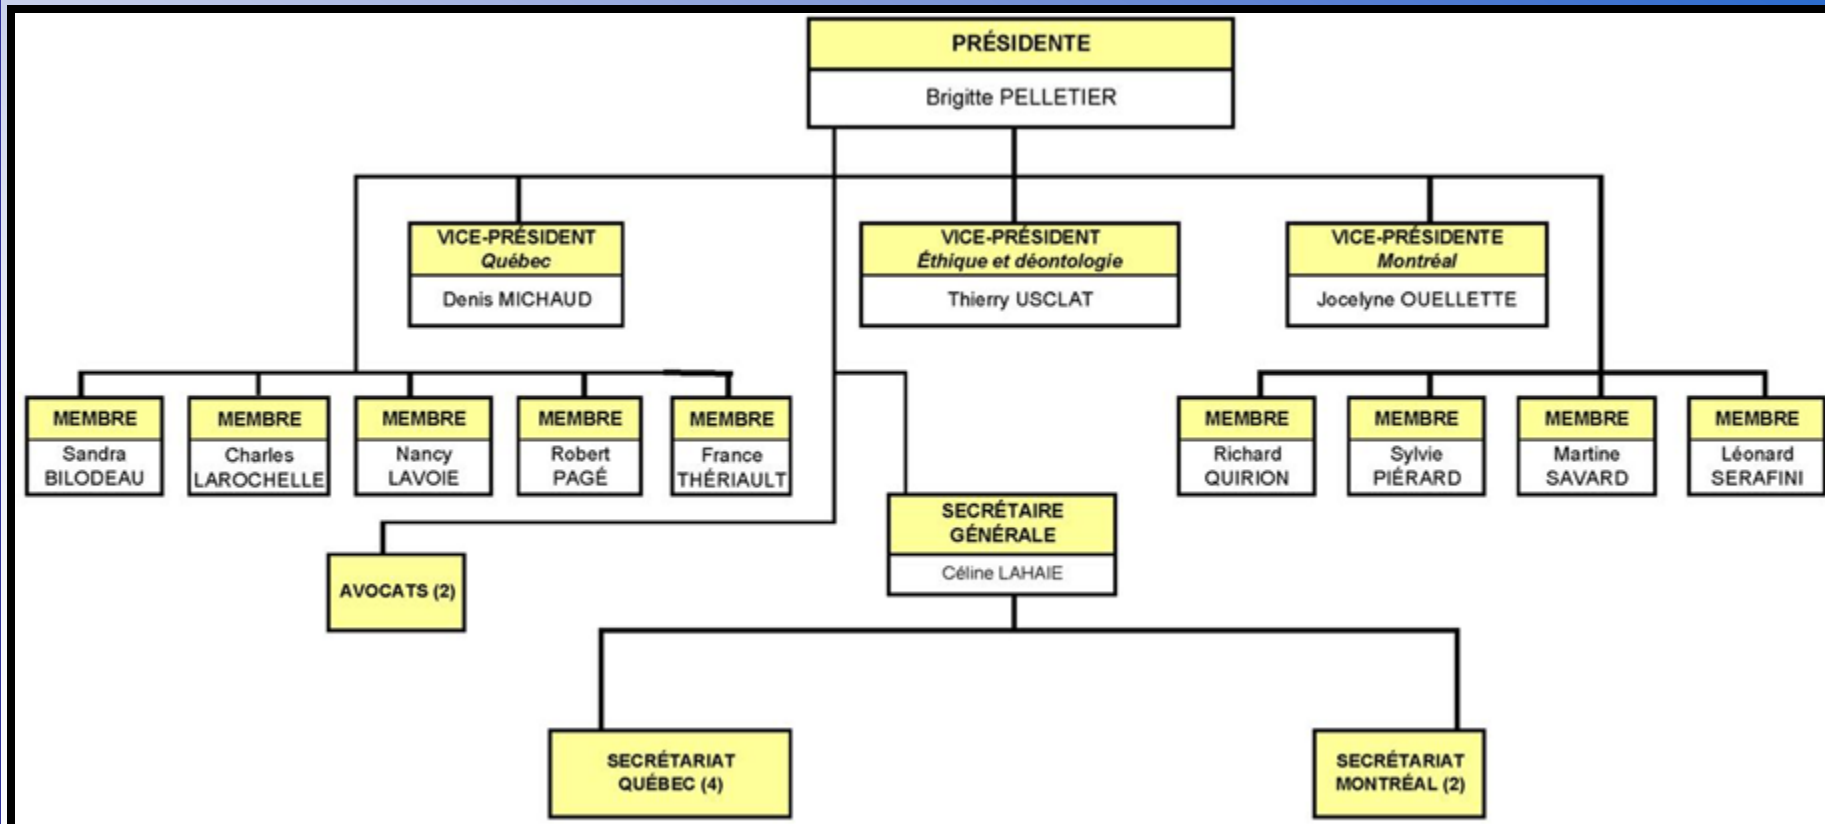 PRÉSIDENTE
Brigitte PELLETIER
VICE-PRÉSIDENT
Québec
Denis MICHAUD
VICE-PRÉSIDENT
Éthique et déontologie
Thierry USCLAT
VICE-PRÉSIDENTE
Montréal
Jocelyne OUELLETTE
MEMBRE
Sandra
BILODEAU
MEMBRE
Charles
LAROCHELLE
MEMBRE
Nancy
LAVOIE
MEMBRE
Robert
PAGÉ
MEMBRE
France
THÉRIAULT
MEMBRE
Richard
QUIRION
MEMBRE
Sylvie
PIÉRARD
MEMBRE
Martine
SAVARD
MEMBRE
Léonard
SERAFINI
SECRÉTAIRE
GÉNÉRALE
Céline LAHAIE
AVOCATS (2)
SECRÉTARIAT
QUÉBEC (4)
SECRÉTARIAT
MONTRÉAL (2)